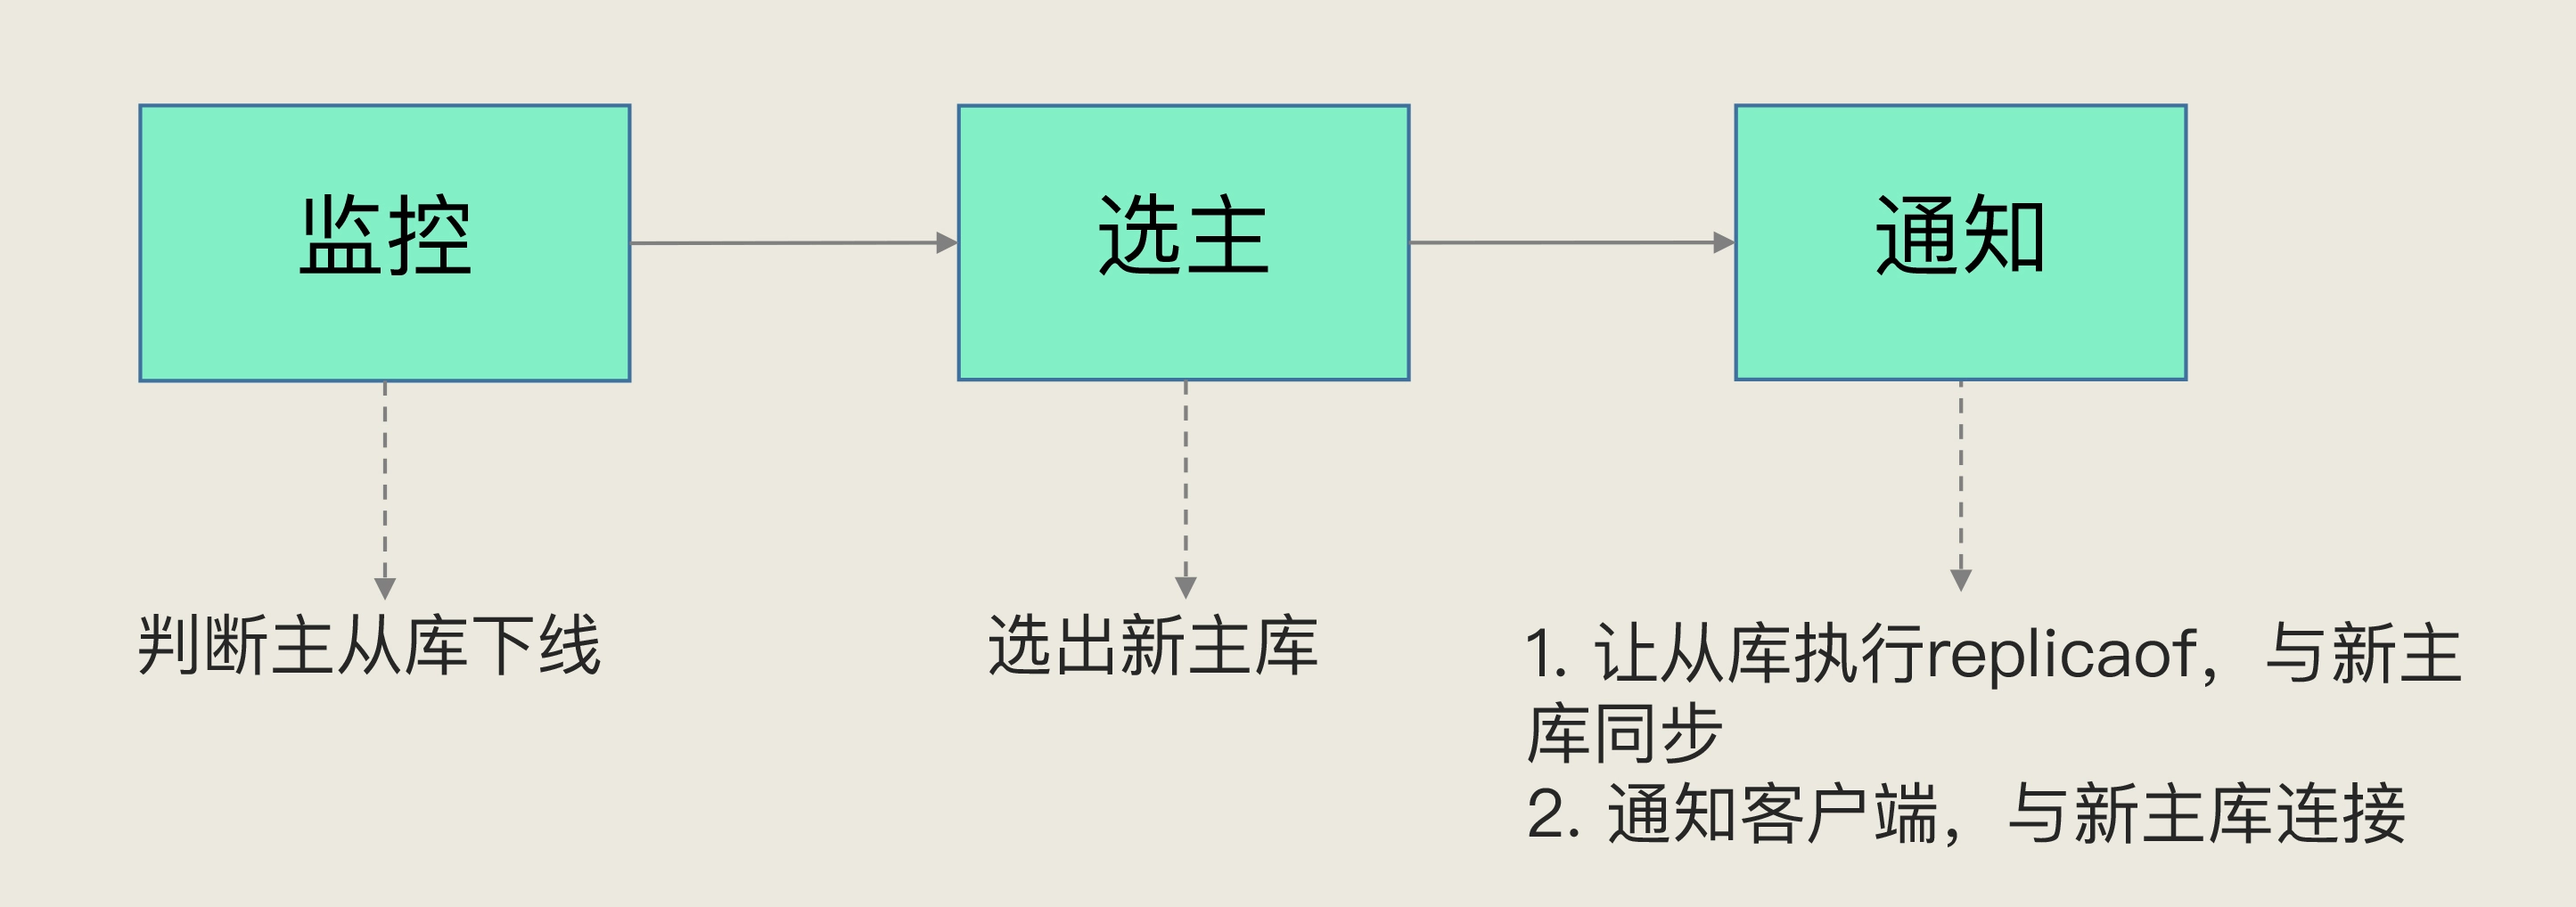 监控
选主
通知
判断主从库下线
选出新主库
1. 让从库执行replicaof，与新主
库同步
2. 通知客户端，与新主库连接